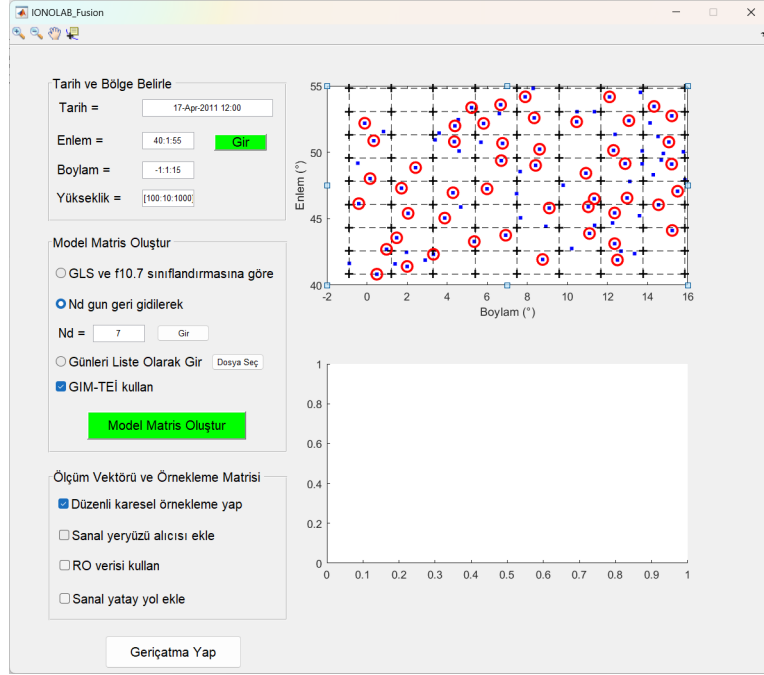 IONOLAB_Fusion
Tarih ve Bölge Belirle
Tarih =
17-Apr-2011 12:00
Enlem =
40:1:55
Gir
Boylam =
-1:1:15
Yükseklik =
[100:10:1000]
Model Matris Oluştur
GLS ve f10.7 sınıflandırmasına göre
Nd gun geri gidilerek
Nd =
7
Gir
Günleri Liste Olarak Gir
Dosya Seç
GIM-TEİ kullan
Model Matris Oluştur
Ölçüm Vektörü ve Örnekleme Matrisi
Düzenli karesel örnekleme yap
Sanal yeryüzü alıcısı ekle
RO verisi kullan
Sanal yatay yol ekle
Geriçatma Yap
55
50
45
40
Enlem (°)
-2 0 2 4 6 8 10 12 14 16
Boylam (°)
1
0.8
0.6
0.4
0.2
0
0 0.1 0.2 0.3 0.4 0.5 0.6 0.7 0.8 0.9 1